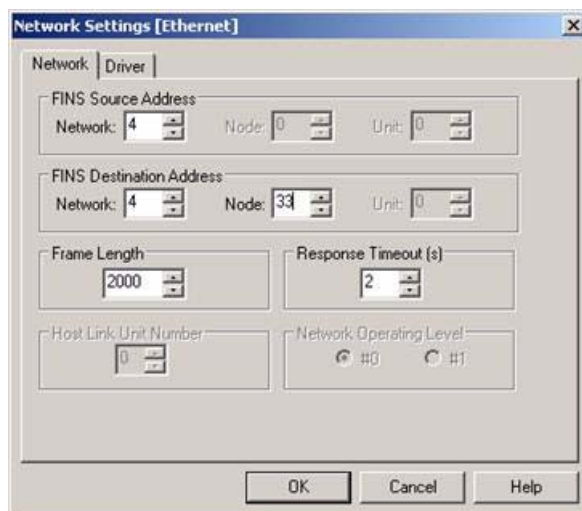 Network Settings [Ethernet]
Network Driver
FINS Source Address
Network: 4 Node: 0 Unit: 0
FINS Destination Address
Network: 4 Node: 33 Unit: 0
Frame Length Response Timeout (s)
2000 2
Host Link Unit Number Network Operating Level
0 #0 #1
OK Cancel Help